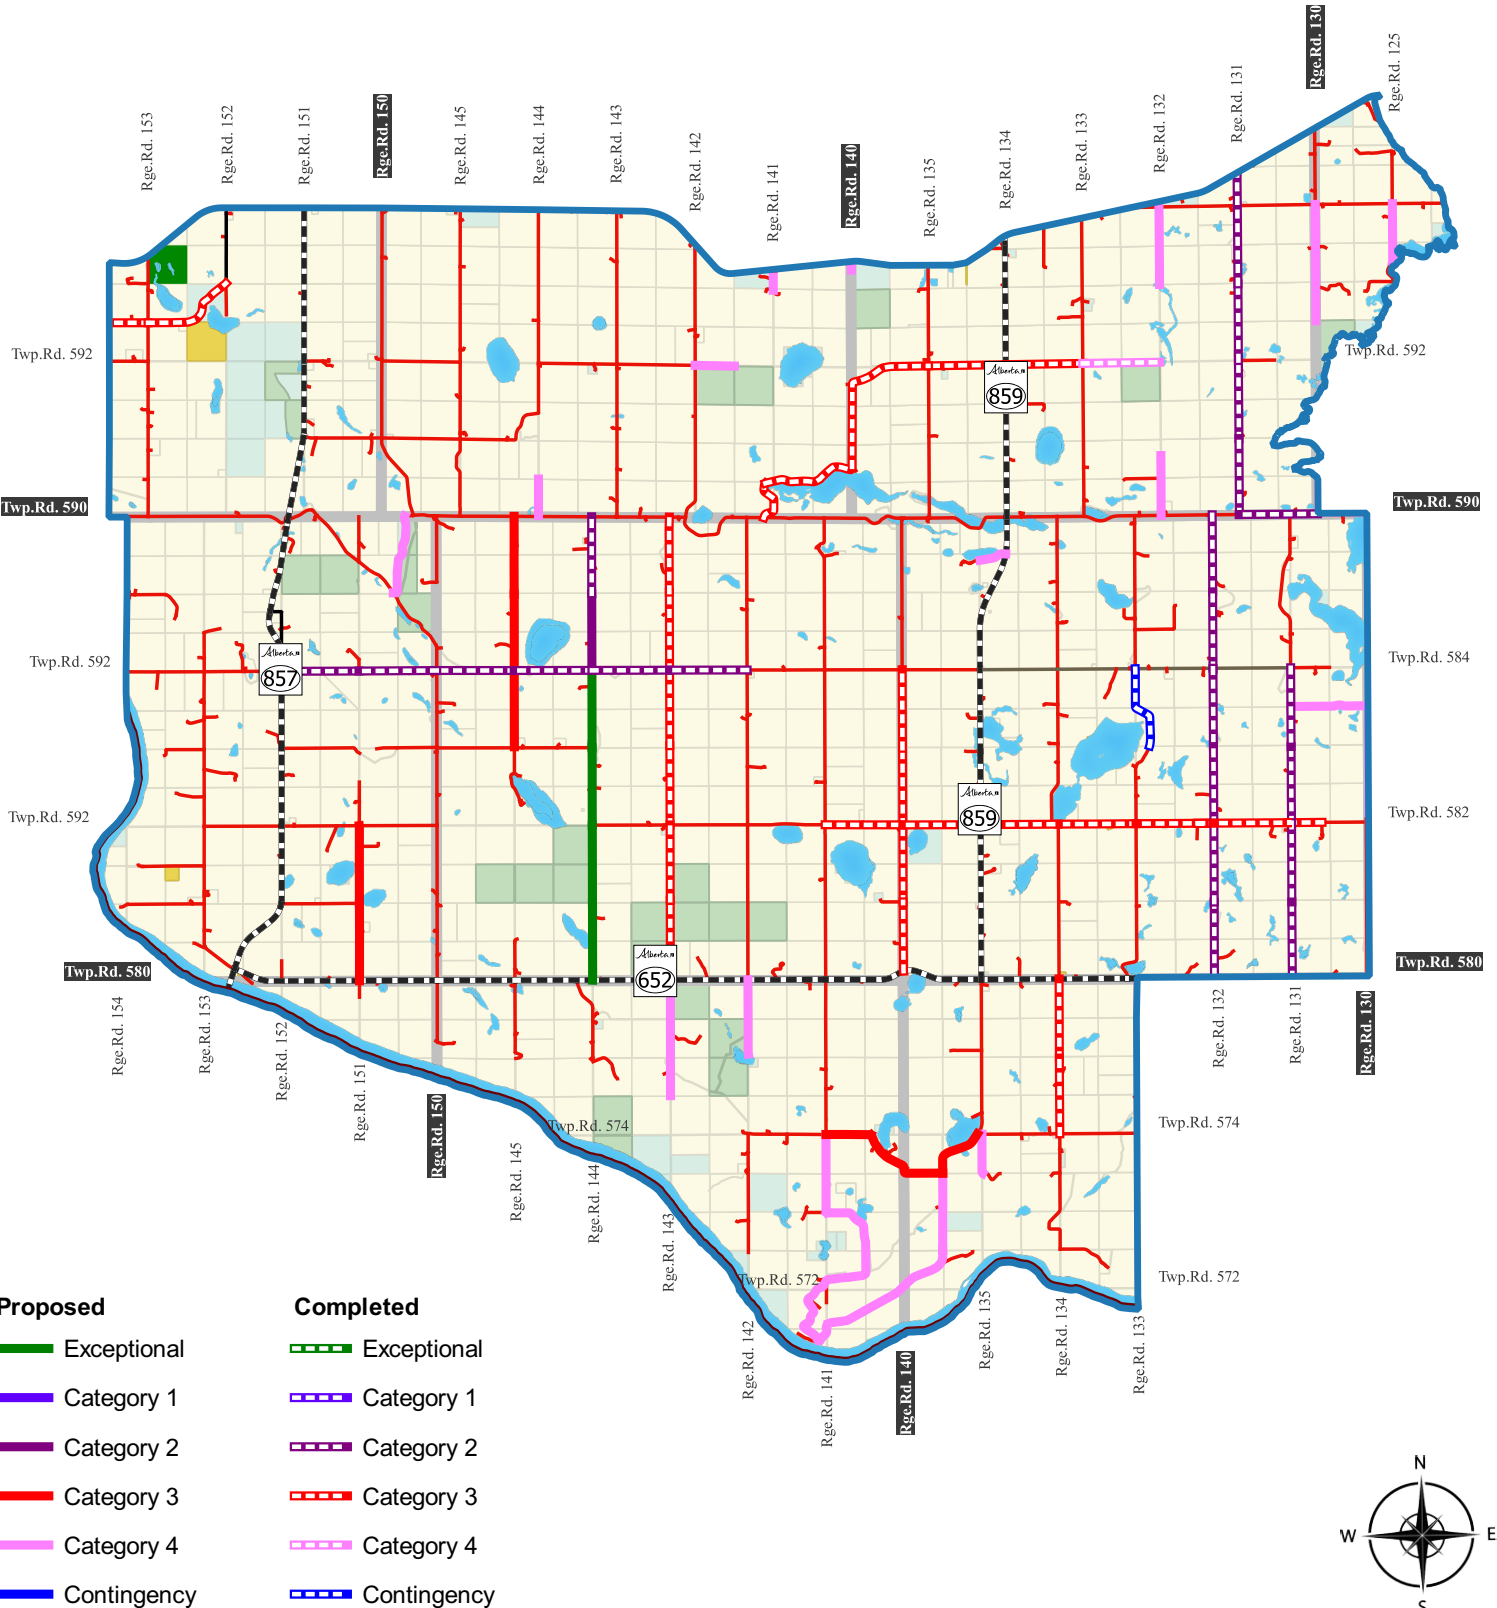 Rge.Rd. 153
Rge.Rd. 152
Rge.Rd. 151
Rge.Rd. 150
Rge.Rd. 145
Rge.Rd. 144
Rge.Rd. 143
Rge.Rd. 142
Rge.Rd. 141
Rge.Rd. 140
Rge.Rd. 135
Rge.Rd. 134
Rge.Rd. 133
Rge.Rd. 132
Rge.Rd. 131
Rge.Rd. 130
Rge.Rd. 125
Twp.Rd. 592
Twp.Rd. 592
Alberta
859
Twp.Rd. 590
Twp.Rd. 590
Twp.Rd. 592
Alberta
857
Twp.Rd. 584
Twp.Rd. 592
Alberta
859
Twp.Rd. 582
Twp.Rd. 580
Alberta
652
Twp.Rd. 580
Rge.Rd. 154
Rge.Rd. 153
Rge.Rd. 152
Rge.Rd. 151
Rge.Rd. 150
Rge.Rd. 145
Rge.Rd. 144
Rge.Rd. 143
Rge.Rd. 142
Rge.Rd. 141
Rge.Rd. 140
Rge.Rd. 135
Rge.Rd. 134
Rge.Rd. 133
Rge.Rd. 132
Rge.Rd. 131
Rge.Rd. 130
Twp.Rd. 574
Twp.Rd. 574
Twp.Rd. 572
Twp.Rd. 572
Proposed
Exceptional
Category 1
Category 2
Category 3
Category 4
Contingency
Completed
Exceptional
Category 1
Category 2
Category 3
Category 4
Contingency
N
W E
S